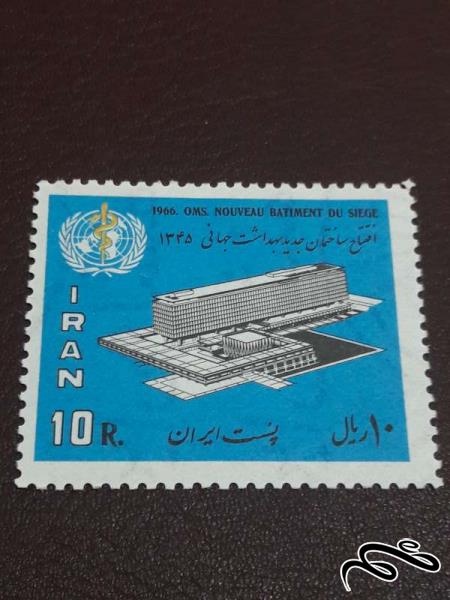 1966. OMS. NOUVEAU BATIMENT DU SIEGE
افتتاح ساختمان جدید بهداشت جهانی ۱۳۴۵
IRAN
10 R.
پست ایران
۱۰ ریال